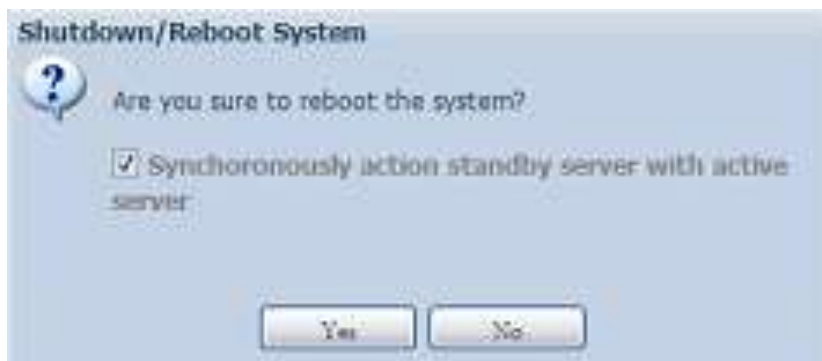 Shutdown/Reboot System
Are you sure to reboot the system?
Synchoronously action standby server with active
server
Yes
No